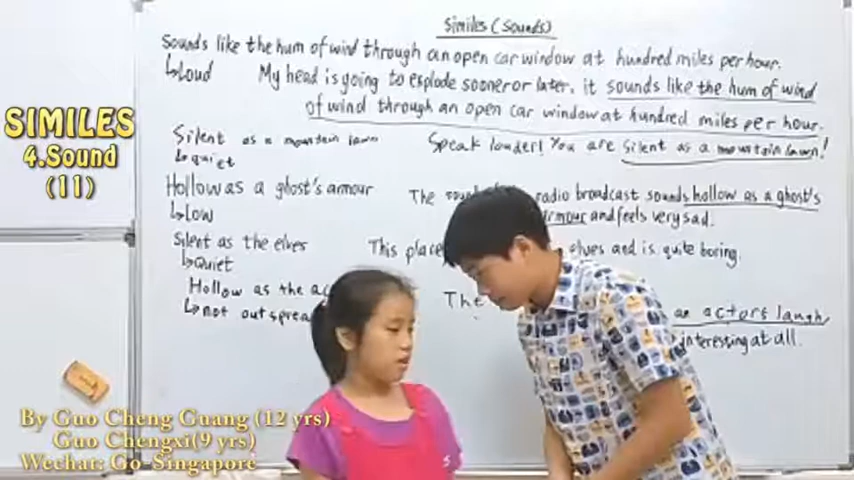 Similes (Sounds)
Sounds like the hum of wind through an open car window at hundred miles per hour.
↳Loud My head is going to explode sooner or later, it sounds like the hum of wind
of wind through an open car window at hundred miles per hour.
SIMILES
4.Sound
(11)
Silent as a mountain lawn Speak louder! You are silent as a mountain lawn!
↳quiet
Hollow as a ghost's armour The radio broadcast sounds hollow as a ghost's
↳Low armour and feels very sad.
Silent as the elves This place elves and is quite boring.
↳Quiet
Hollow as the The as actors laugh
↳not outspread interesting at all.
By Guo Cheng Guang (12 yrs)
Guo Chengxi(9 yrs)
Wechat: Go-Singapore